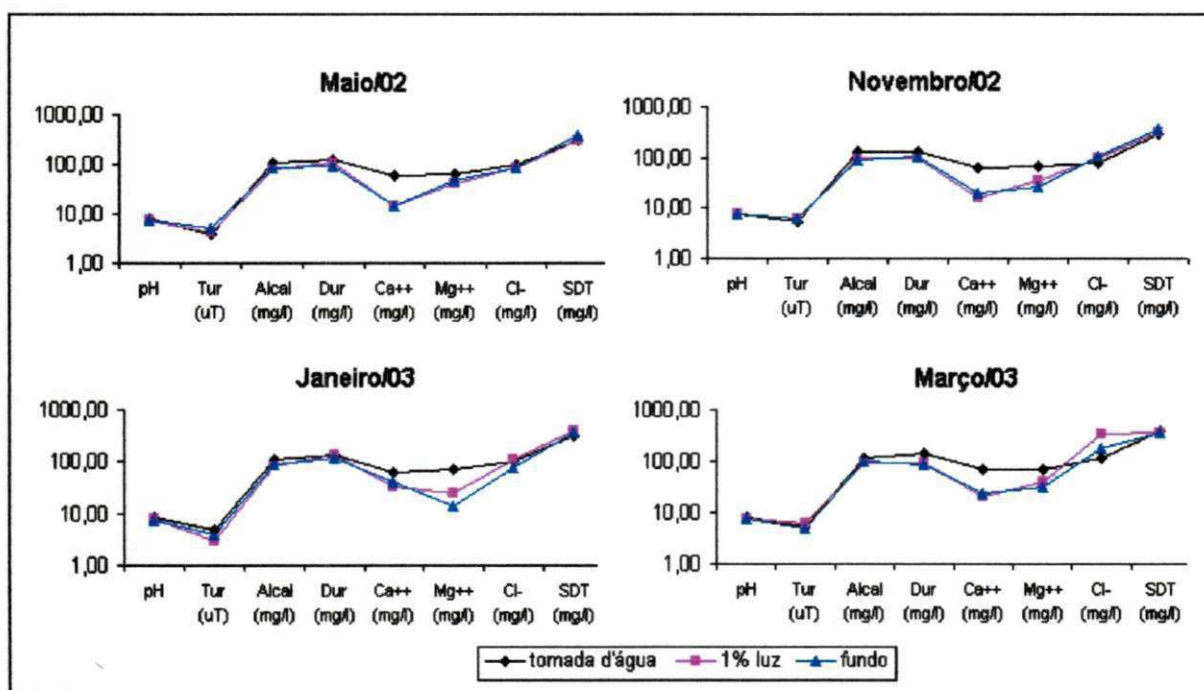 Maio/02
1000,00
100,00
10,00
1,00
pH Tur Alcal Dur Ca++ Mg++ Cl- SDT
(uT) (mg/l) (mg/l) (mg/l) (mg/l) (mg/l) (mg/l)
Novembro/02
1000,00
100,00
10,00
1,00
pH Tur Alcal Dur Ca++ Mg++ Cl- SDT
(uT) (mg/l) (mg/l) (mg/l) (mg/l) (mg/l) (mg/l)
Janeiro/03
1000,00
100,00
10,00
1,00
pH Tur Alcal Dur Ca++ Mg++ Cl- SDT
(uT) (mg/l) (mg/l) (mg/l) (mg/l) (mg/l) (mg/l)
Março/03
1000,00
100,00
10,00
1,00
pH Tur Alcal Dur Ca++ Mg++ Cl- SDT
(uT) (mg/l) (mg/l) (mg/l) (mg/l) (mg/l) (mg/l)
tomada d'água 1% luz fundo